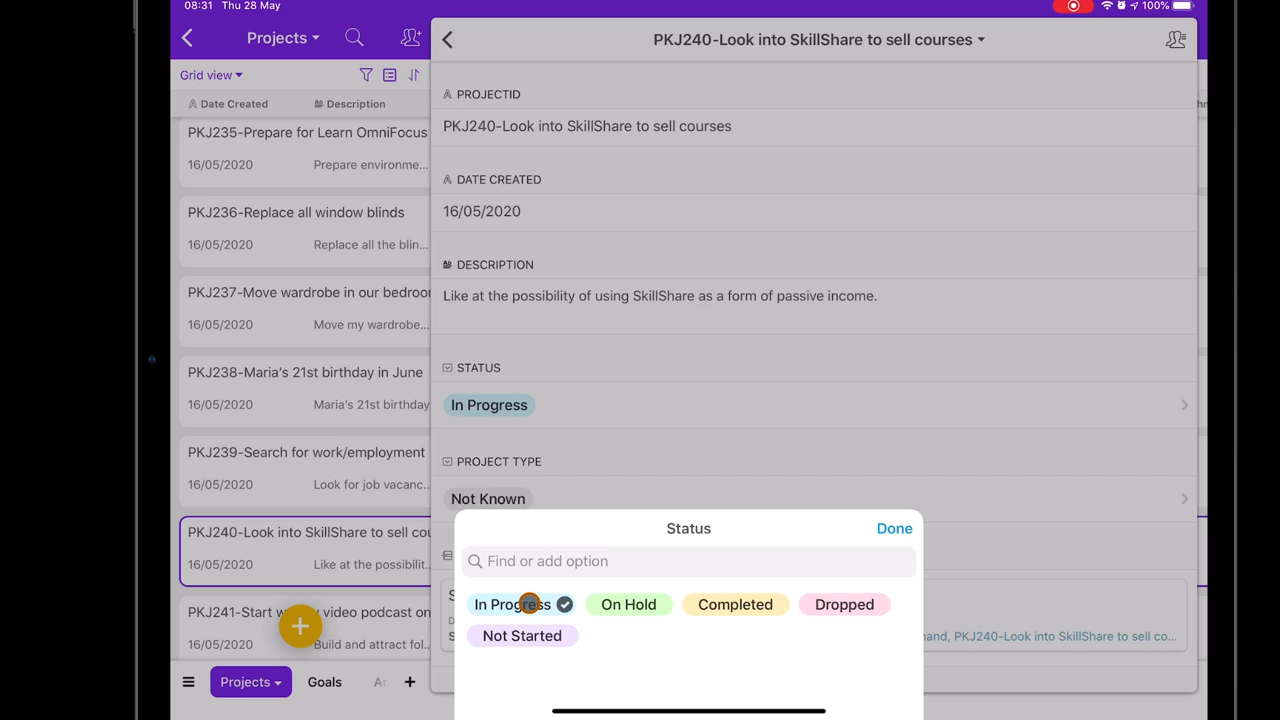 08:31 Thu 28 May
100%
Projects
Grid view
Date Created Description
PKJ235-Prepare for Learn OmniFocus
16/05/2020 Prepare environme...
PKJ236-Replace all window blinds
16/05/2020 Replace all the blin...
PKJ237-Move wardrobe in our bedroor
16/05/2020 Move my wardrobe...
PKJ238-Maria's 21st birthday in June
16/05/2020 Maria's 21st birthday
PKJ239-Search for work/employment
16/05/2020 Look for job vacanc...
PKJ240-Look into SkillShare to sell cou
16/05/2020 Like at the possibilit...
PKJ241-Start w y video podcast on
16/05/2020 Build and attract fol...
Projects Goals
PKJ240-Look into SkillShare to sell courses
PROJECTID
PKJ240-Look into SkillShare to sell courses
DATE CREATED
16/05/2020
DESCRIPTION
Like at the possibility of using SkillShare as a form of passive income.
STATUS
In Progress
PROJECT TYPE
Not Known
hand, PKJ240-Look into SkillShare to sell co...
Status
Done
Find or add option
In Progress On Hold Completed Dropped
Not Started